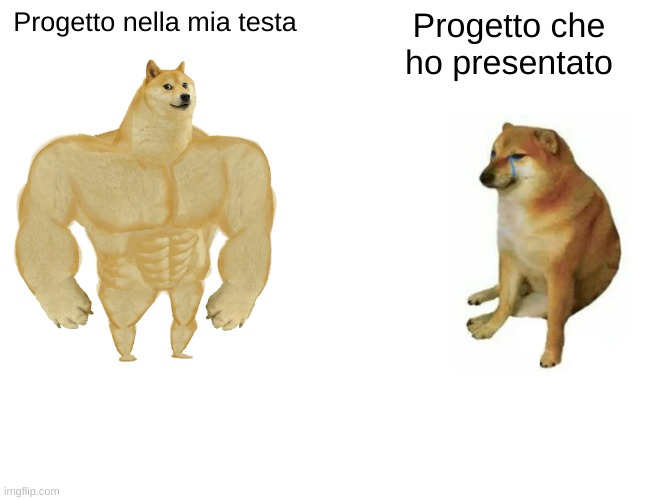 Progetto nella mia testa
Progetto che
ho presentato
imgflip.com